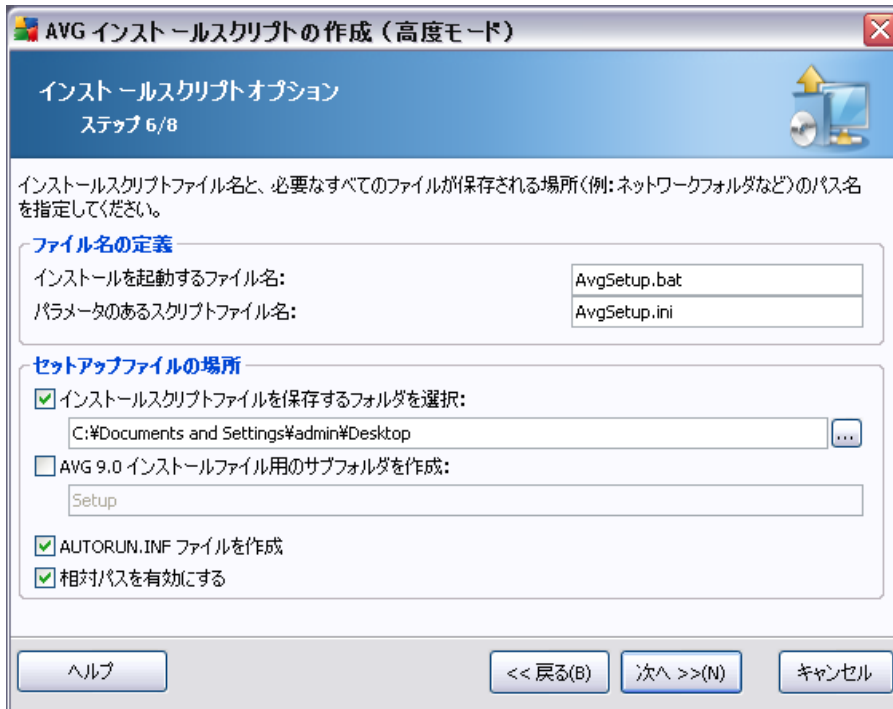 AVG インストールスクリプトの作成（高度モード）
インストールスクリプトオプション
ステップ 6/8
インストールスクリプトファイル名と、必要なすべてのファイルが保存される場所(例：ネットワークフォルダなど)のパス名
を指定してください。
ファイル名の定義
インストールを起動するファイル名:
AvgSetup.bat
パラメータのあるスクリプトファイル名:
AvgSetup.ini
セットアップファイルの場所
インストールスクリプトファイルを保存するフォルダを選択:
C:¥Documents and Settings¥admin¥Desktop
...
AVG 9.0 インストールファイル用のサブフォルダを作成:
Setup
AUTORUN.INF ファイルを作成
相対パスを有効にする
ヘルプ
<< 戻る(B)
次へ >>(N)
キャンセル